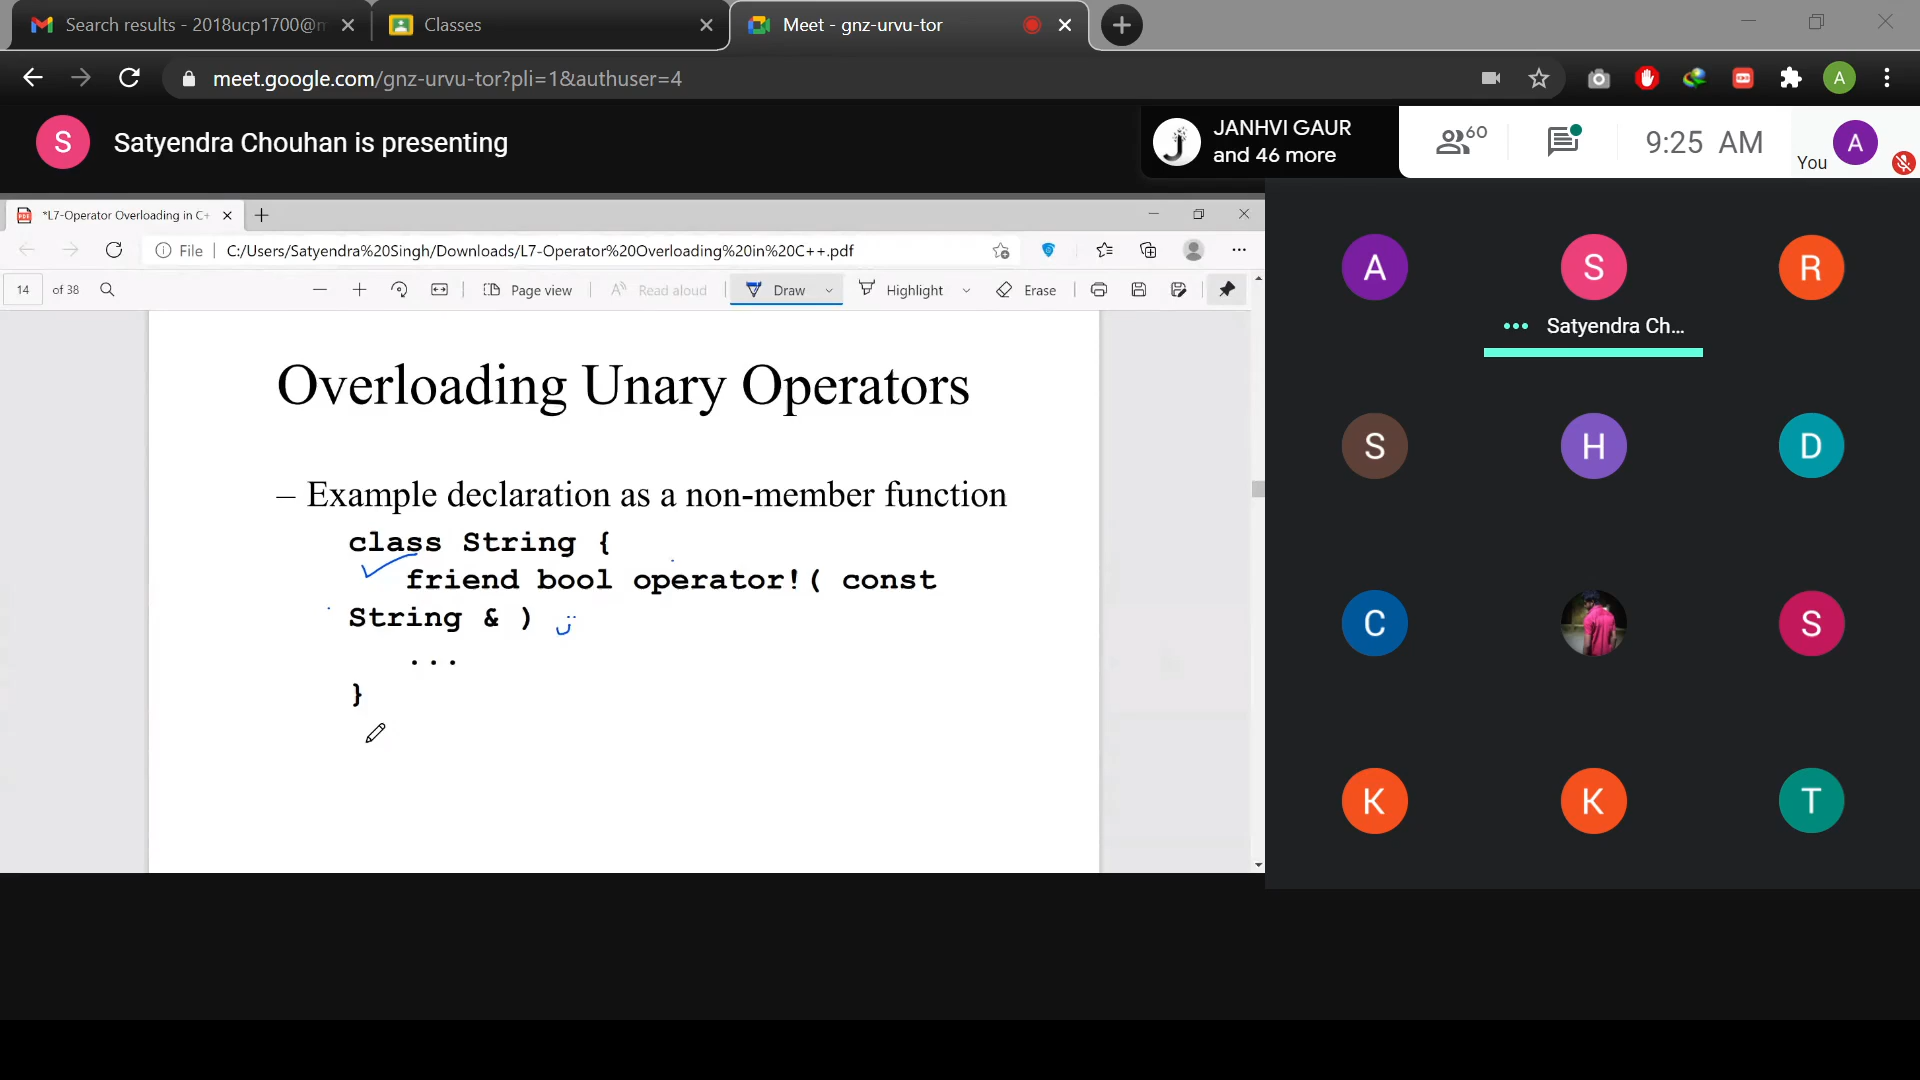 Search results - 2018ucp1700@m
Classes
Meet - gnz-urvu-tor
meet.google.com/gnz-urvu-tor?pli=1&authuser=4
A
S
Satyendra Chouhan is presenting
J
JANHVI GAUR
and 46 more
60
9:25 AM
You
A
*L7-Operator Overloading in C+
File
C:/Users/Satyendra%20Singh/Downloads/L7-Operator%20Overloading%20in%20C++.pdf
14 of 38
Page view
Read aloud
Draw
Highlight
Erase
Overloading Unary Operators
– Example declaration as a non-member function
class String {
friend bool operator!( const
String & )
...
}
A
S
R
Satyendra Ch...
S
H
D
C
S
K
K
T